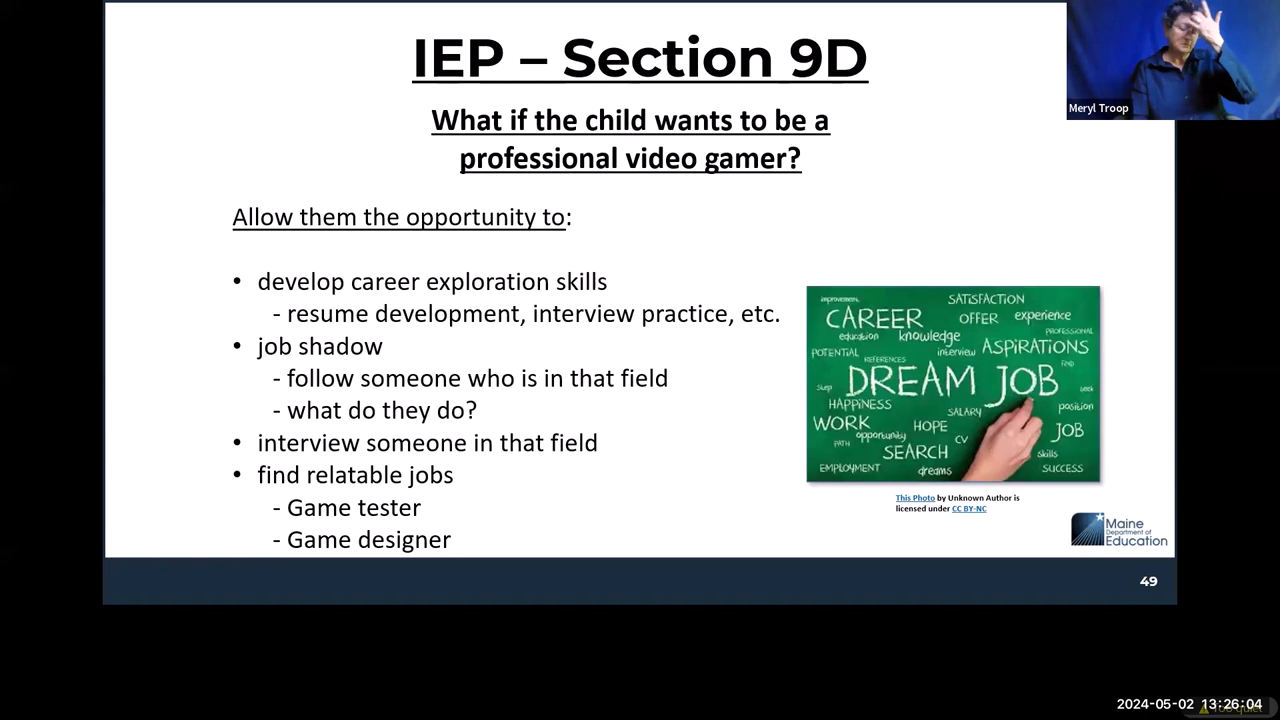 IEP – Section 9D
Meryl Troop
What if the child wants to be a
professional video gamer?
Allow them the opportunity to:
• develop career exploration skills
- resume development, interview practice, etc.
• job shadow
- follow someone who is in that field
- what do they do?
• interview someone in that field
• find relatable jobs
- Game tester
- Game designer
improvement SATISFACTION
CAREER OFFER experience
PROFESSIONAL
education knowledge
POTENTIAL REFERENCES interview ASPIRATIONS
DREAM JOB
HAPPINESS SALARY position
WORK HOPE JOB
PATH opportunity CV
SEARCH skills
EMPLOYMENT dreams SUCCESS
This Photo by Unknown Author is
licensed under CC BY-NC
Maine
Department of
Education
49
2024-05-02 13:26:04